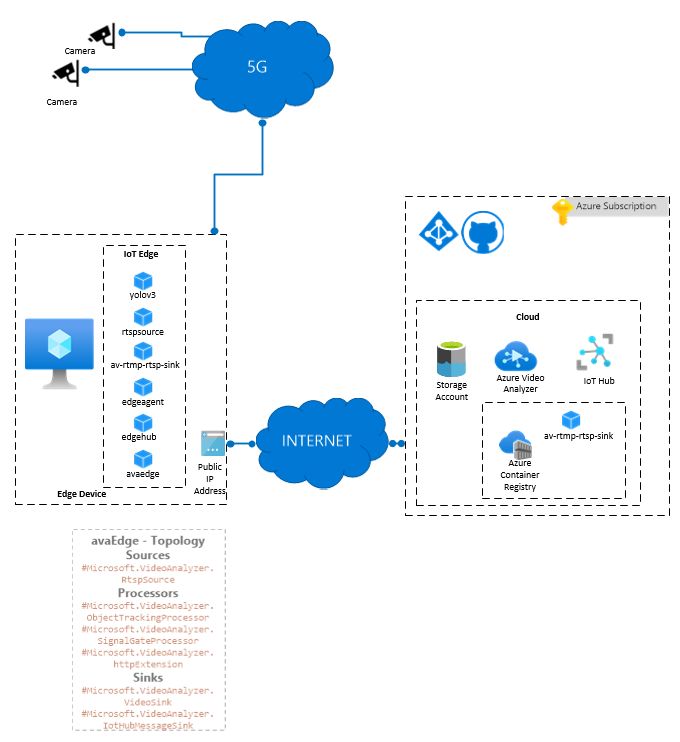 Camera
5G
Camera
Azure Subscription
IoT Edge
yolov3
rtspsource
av-rtmp-rtsp-sink
edgeagent
edgehub
avaedge
Edge Device
Public
IP
Address
INTERNET
Cloud
Storage
Account
Azure Video
Analyzer
IoT Hub
av-rtmp-rtsp-sink
Azure
Container
Registry
avaEdge - Topology
Sources
#Microsoft.VideoAnalyzer.
RtspSource
Processors
#Microsoft.VideoAnalyzer.
ObjectTrackingProcessor
#Microsoft.VideoAnalyzer.
SignalGateProcessor
#Microsoft.VideoAnalyzer.
httpExtension
Sinks
#Microsoft.VideoAnalyzer.
VideoSink
#Microsoft.VideoAnalyzer.
IotHubMessageSink